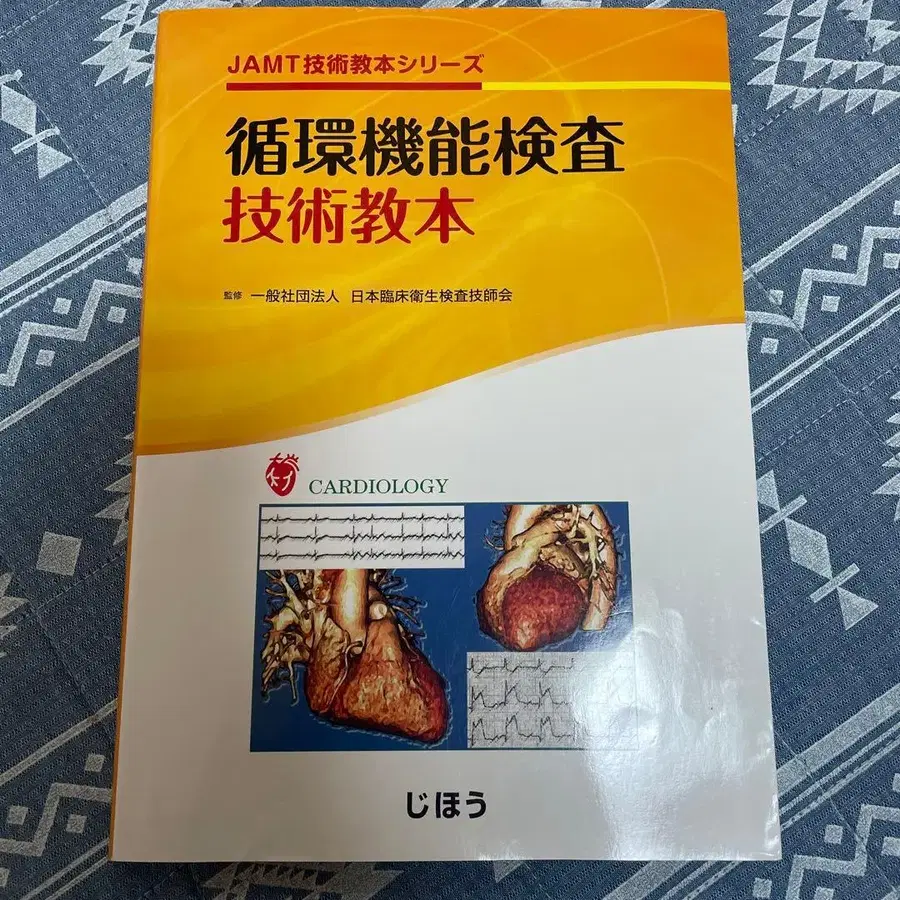 JAMT技術教本シリーズ
循環機能検査
技術教本
監修 一般社団法人 日本臨床衛生検査技師会
CARDIOLOGY
じほう